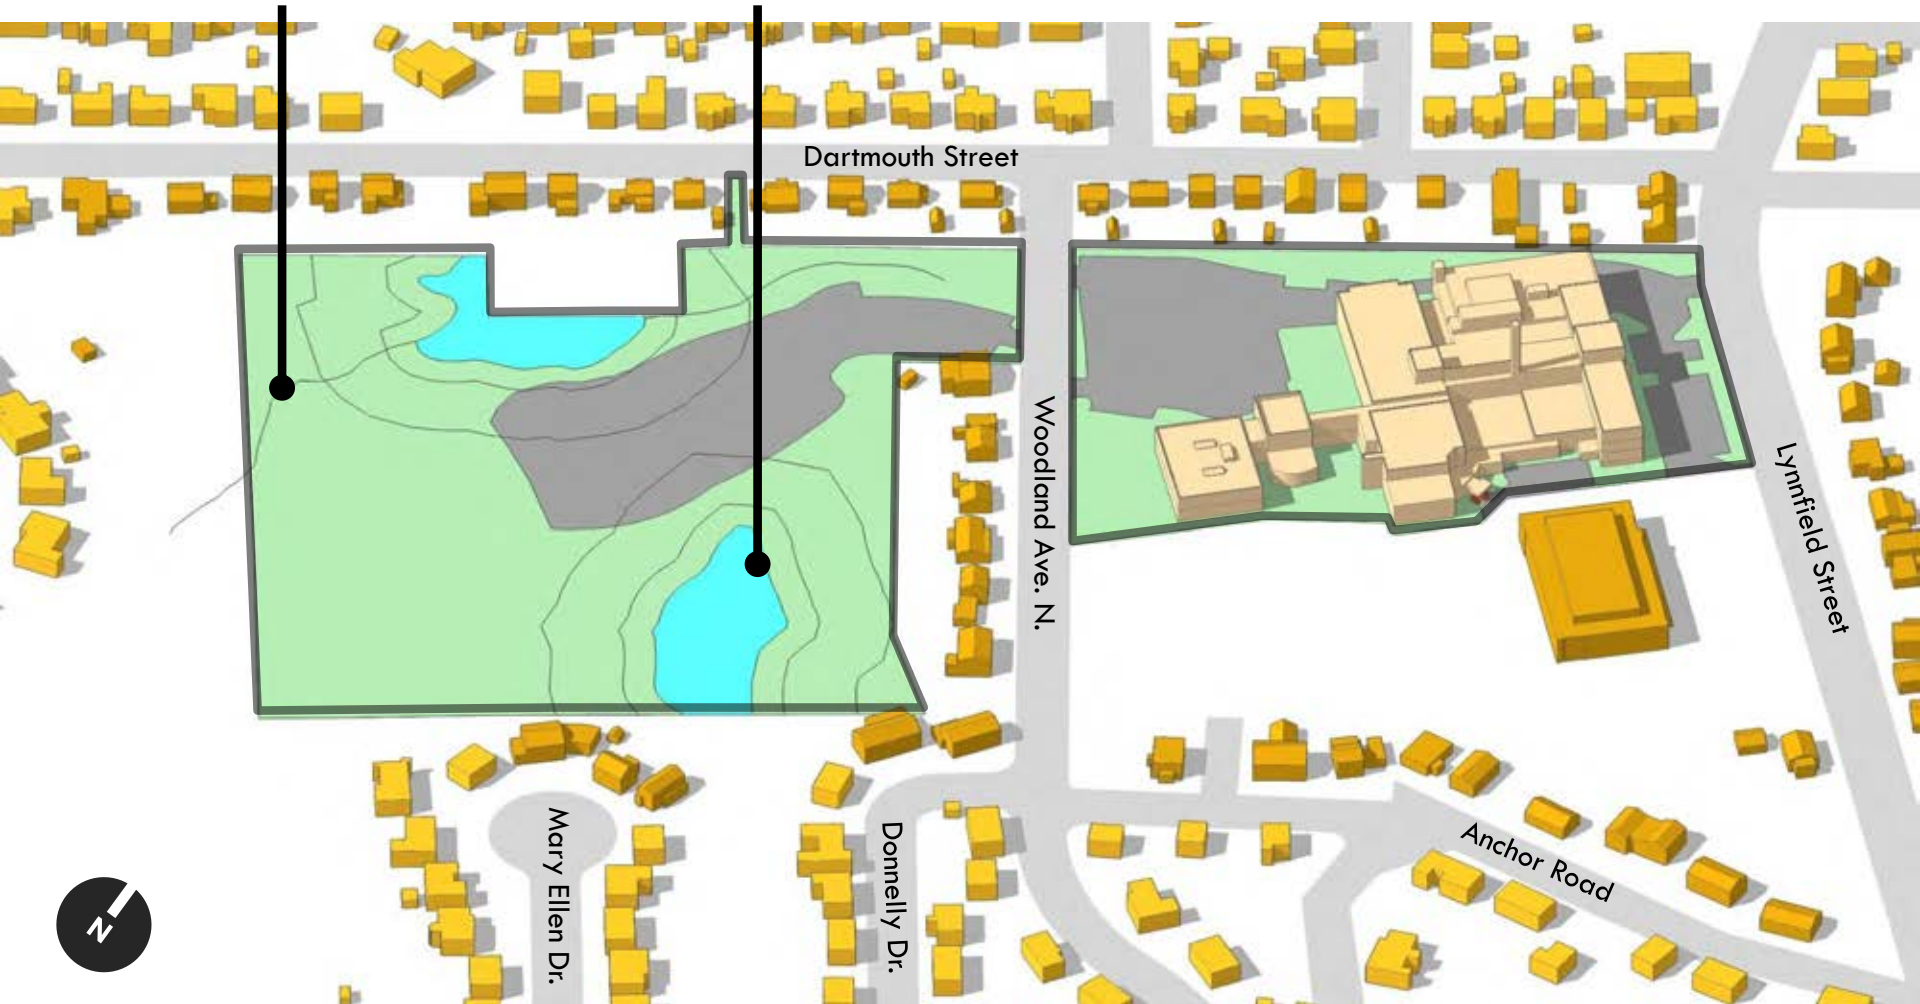 Dartmouth Street
Woodland Ave. N.
Lynnfield Street
Mary Ellen Dr.
Donnelly Dr.
Anchor Road
N